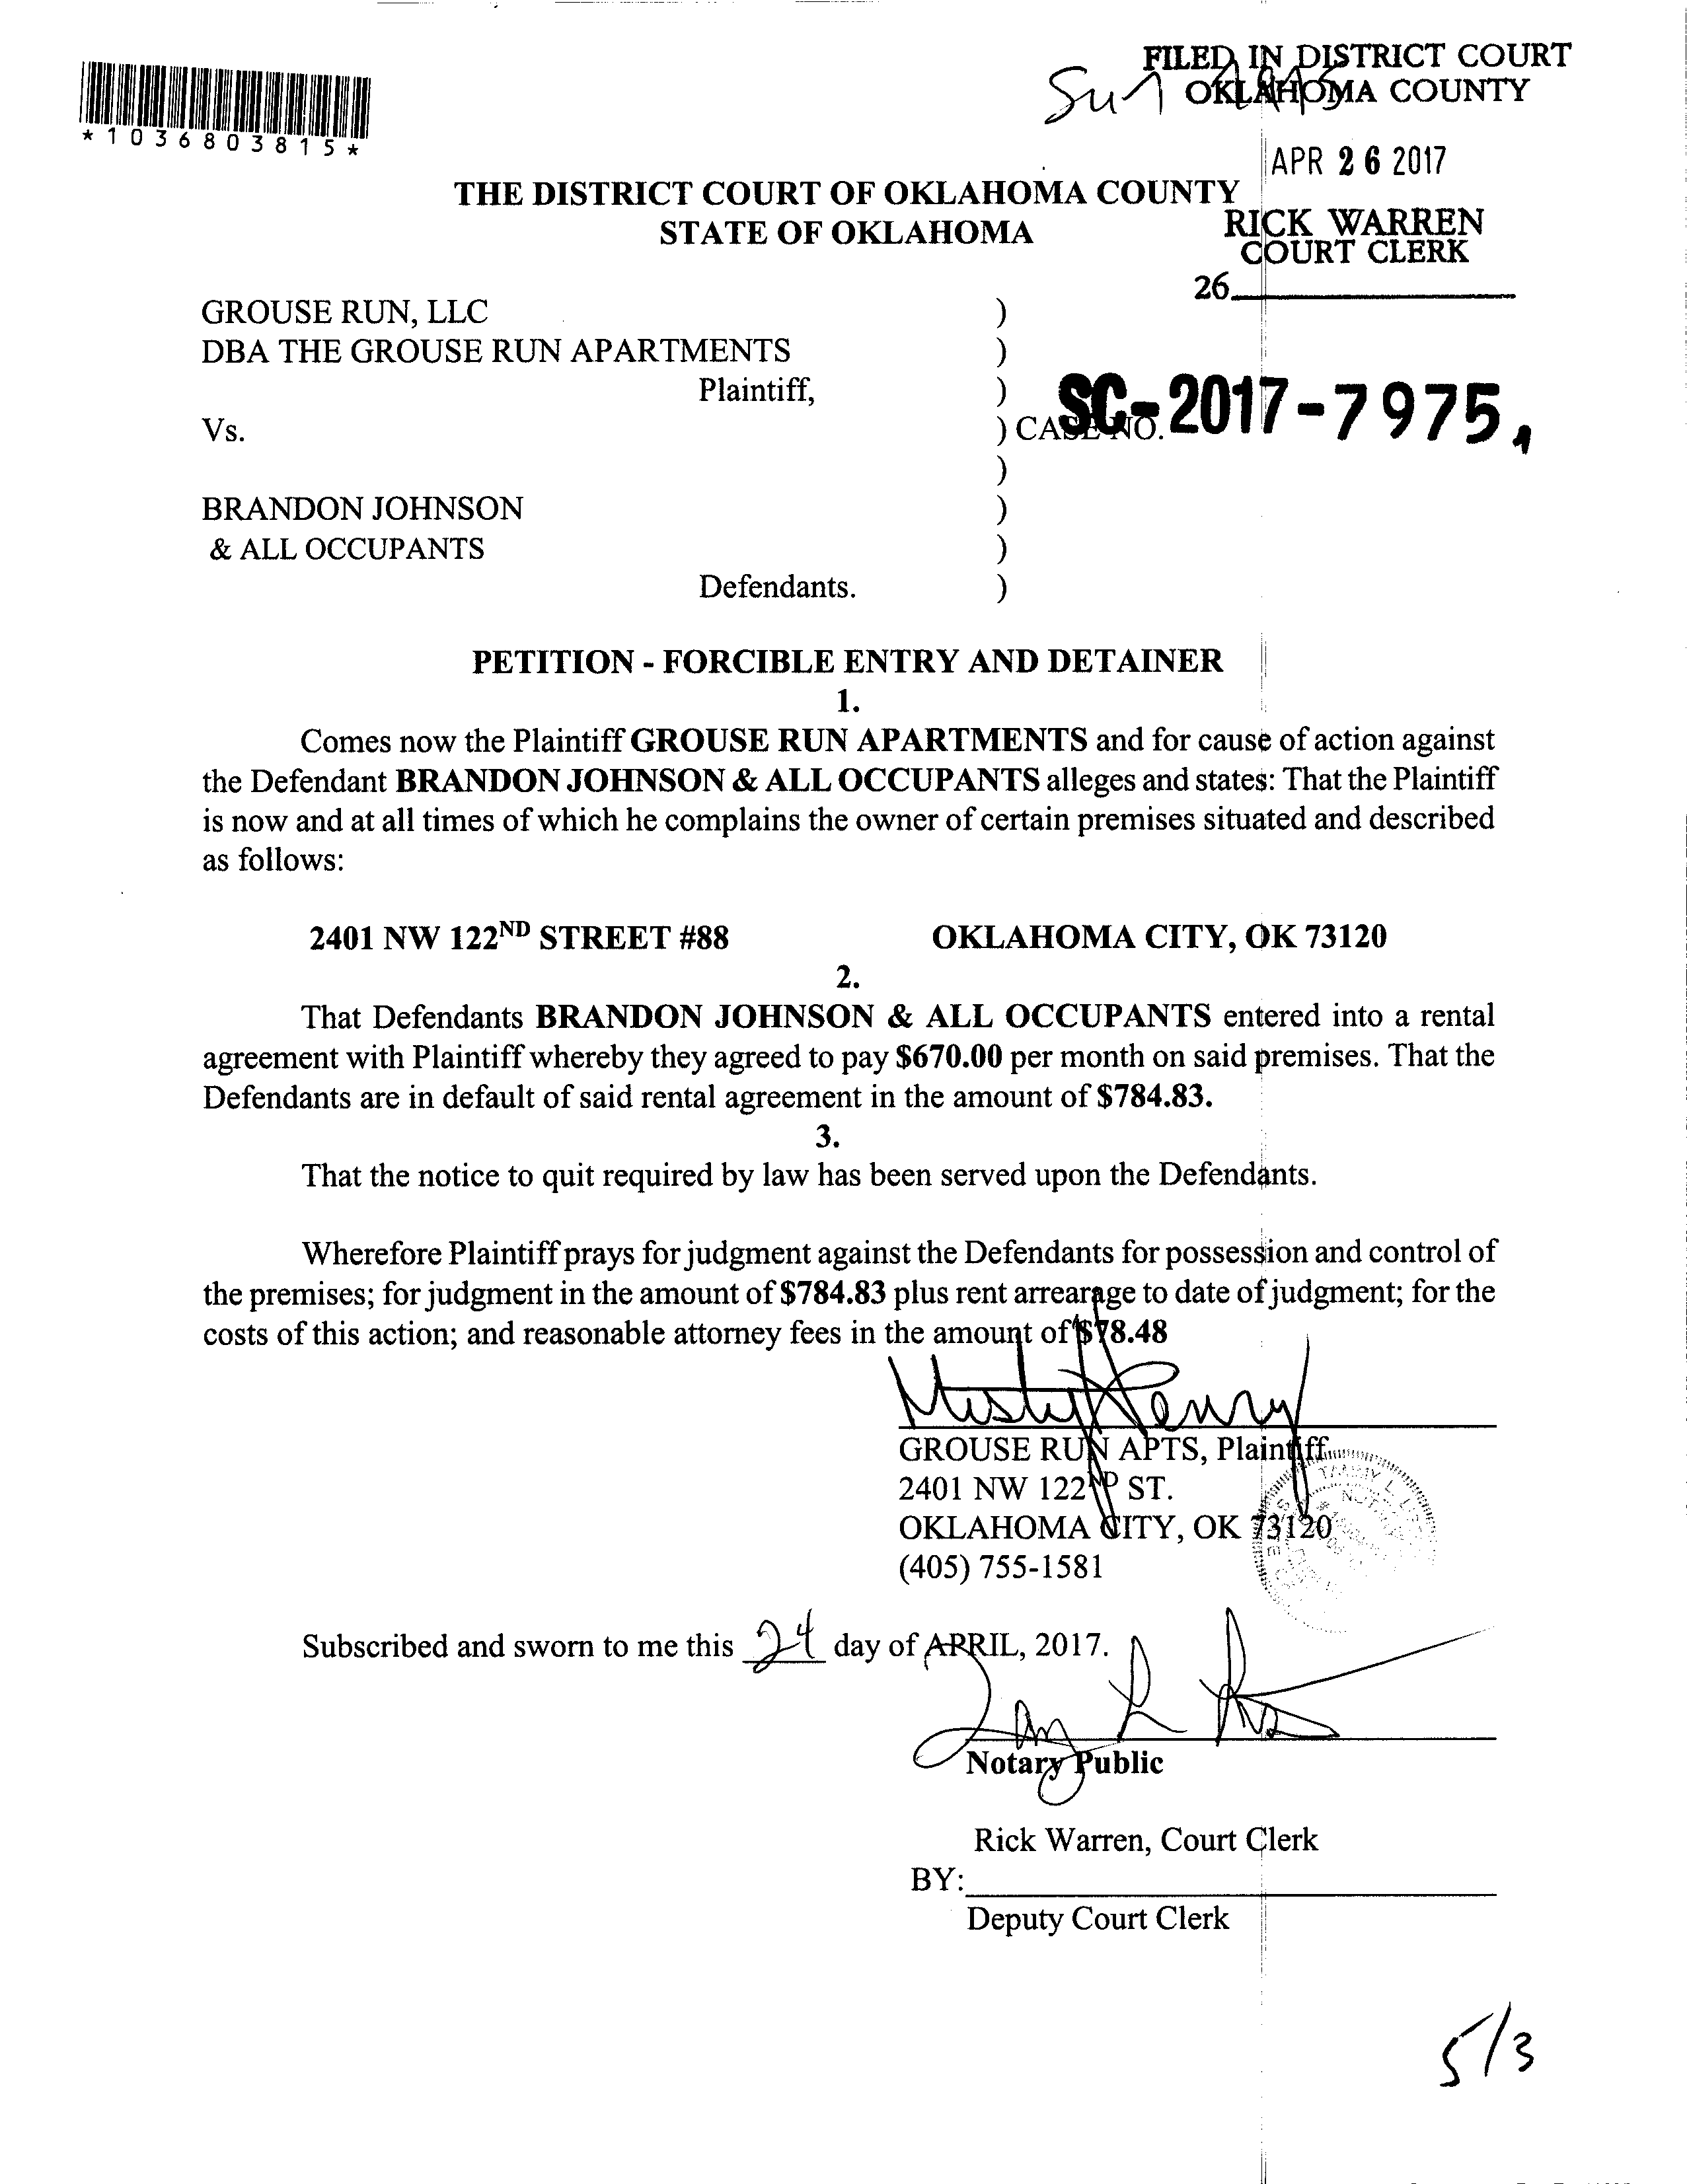 FILED IN DISTRICT COURT
OKLAHOMA COUNTY
*1036803815*
APR 26 2017
THE DISTRICT COURT OF OKLAHOMA COUNTY
STATE OF OKLAHOMA
RICK WARREN
COURT CLERK
26
GROUSE RUN, LLC )
DBA THE GROUSE RUN APARTMENTS )
Plaintiff, )
Vs. ) CASE NO. SC-2017-7975
)
BRANDON JOHNSON )
& ALL OCCUPANTS )
Defendants. )
PETITION - FORCIBLE ENTRY AND DETAINER
1.
Comes now the Plaintiff GROUSE RUN APARTMENTS and for cause of action against
the Defendant BRANDON JOHNSON & ALL OCCUPANTS alleges and states: That the Plaintiff
is now and at all times of which he complains the owner of certain premises situated and described
as follows:
2401 NW 122ND STREET #88 OKLAHOMA CITY, OK 73120
2.
That Defendants BRANDON JOHNSON & ALL OCCUPANTS entered into a rental
agreement with Plaintiff whereby they agreed to pay $670.00 per month on said premises. That the
Defendants are in default of said rental agreement in the amount of $784.83.
3.
That the notice to quit required by law has been served upon the Defendants.
Wherefore Plaintiff prays for judgment against the Defendants for possession and control of
the premises; for judgment in the amount of $784.83 plus rent arrearage to date of judgment; for the
costs of this action; and reasonable attorney fees in the amount of $78.48
Misty Henry
GROUSE RUN APTS, Plaintiff
2401 NW 122ND ST.
OKLAHOMA CITY, OK 73120
(405) 755-1581
TAMMY L.
Subscribed and sworn to me this 24 day of APRIL, 2017.
Notary Public
Rick Warren, Court Clerk
BY:
Deputy Court Clerk
5/3